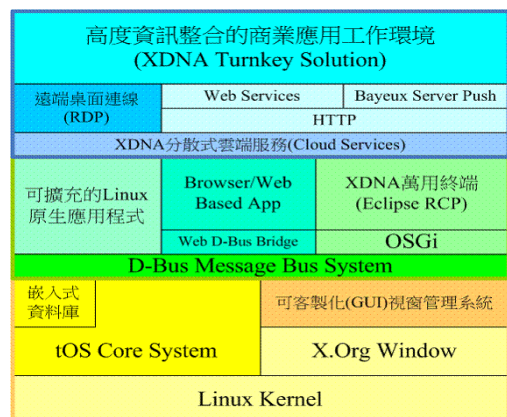 高度資訊整合的商業應用工作環境
(XDNA Turnkey Solution)
遠端桌面連線
(RDP)
Web Services
Bayeux Server Push
HTTP
XDNA分散式雲端服務(Cloud Services)
可擴充的Linux
原生應用程式
Browser/Web
Based App
XDNA萬用終端
(Eclipse RCP)
Web D-Bus Bridge
OSGi
D-Bus Message Bus System
嵌入式
資料庫
可客製化(GUI)視窗管理系統
tOS Core System
X.Org Window
Linux Kernel